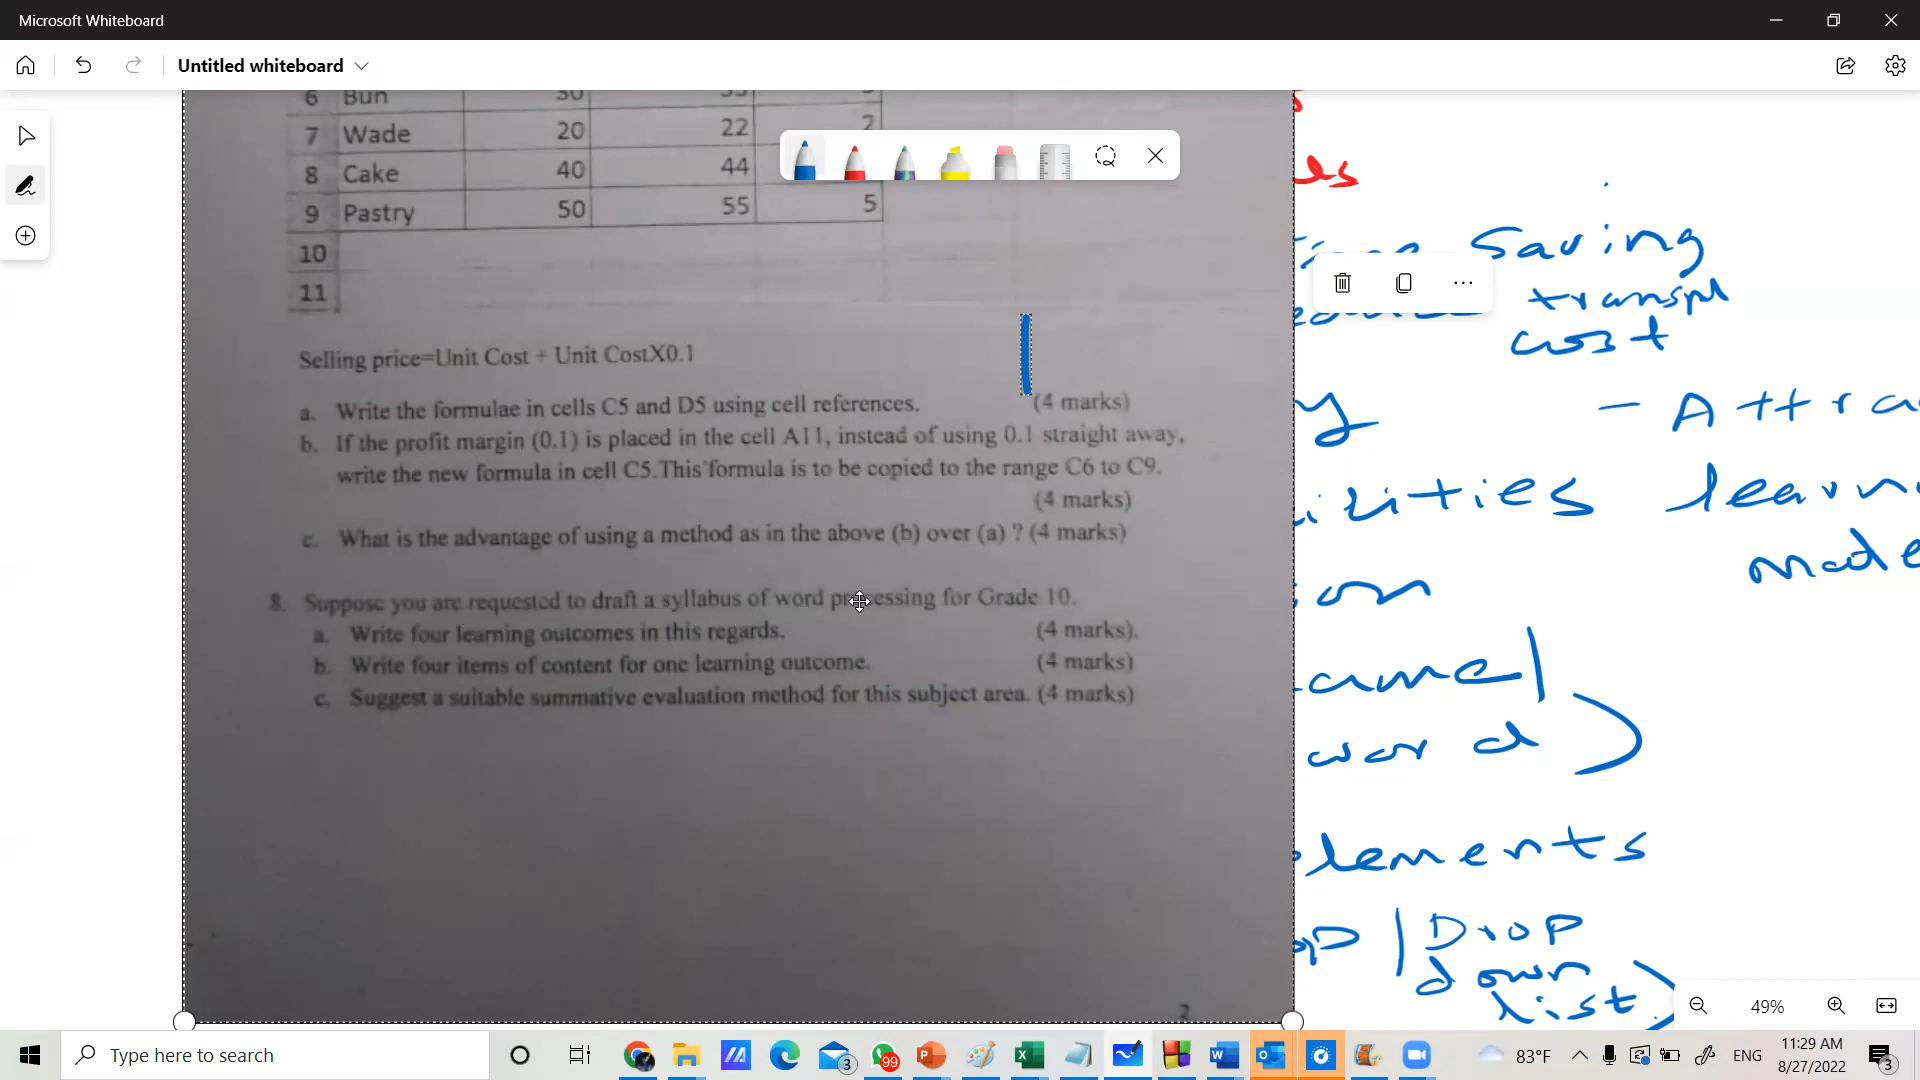 Microsoft Whiteboard
Untitled whiteboard
6 Bun 30
7 Wade 20 22 2
8 Cake 40 44
9 Pastry 50 55 5
10
11
Selling price=Unit Cost + Unit CostX0.1
a. Write the formulae in cells C5 and D5 using cell references. (4 marks)
b. If the profit margin (0.1) is placed in the cell A11, instead of using 0.1 straight away,
write the new formula in cell C5.This formula is to be copied to the range C6 to C9.
(4 marks)
c. What is the advantage of using a method as in the above (b) over (a) ? (4 marks)
8. Suppose you are requested to draft a syllabus of word processing for Grade 10.
a. Write four learning outcomes in this regards. (4 marks).
b. Write four items of content for one learning outcome. (4 marks)
c. Suggest a suitable summative evaluation method for this subject area. (4 marks)
2
Saving
cost
- Attra
learn
mode
Drop
down
list
49%
Type here to search
3
99
83°F
ENG
11:29 AM
8/27/2022
3